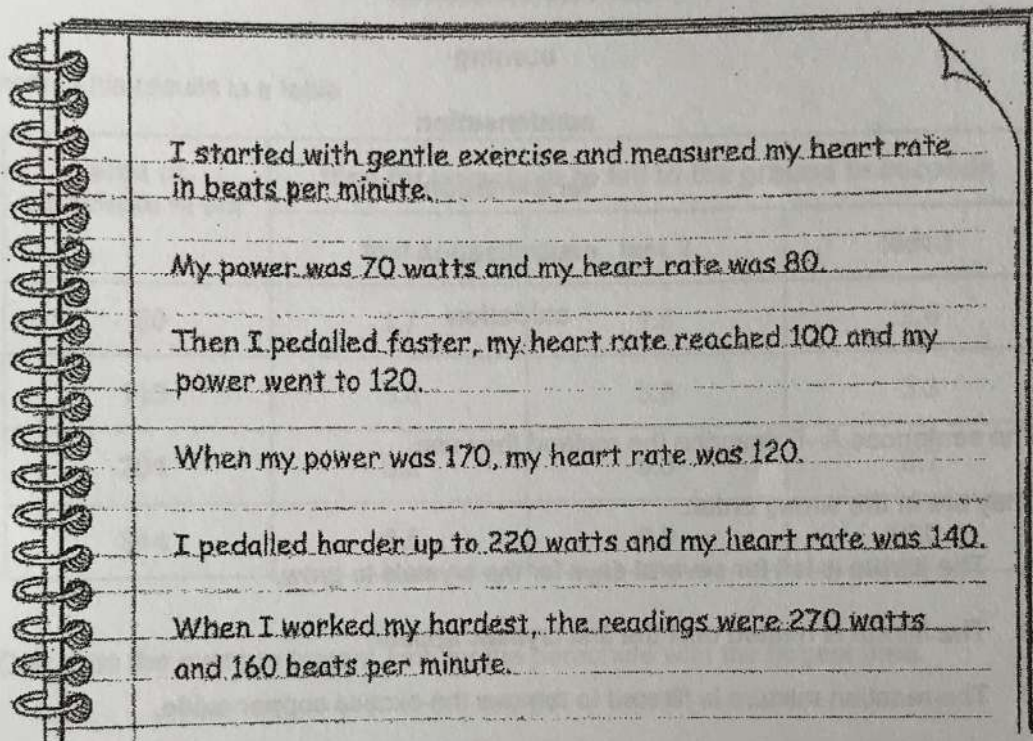 I started with gentle exercise and measured my heart rate
in beats per minute.
My power was 70 watts and my heart rate was 80.
Then I pedalled faster, my heart rate reached 100 and my
power went to 120.
When my power was 170, my heart rate was 120.
I pedalled harder up to 220 watts and my heart rate was 140.
When I worked my hardest, the readings were 270 watts
and 160 beats per minute.